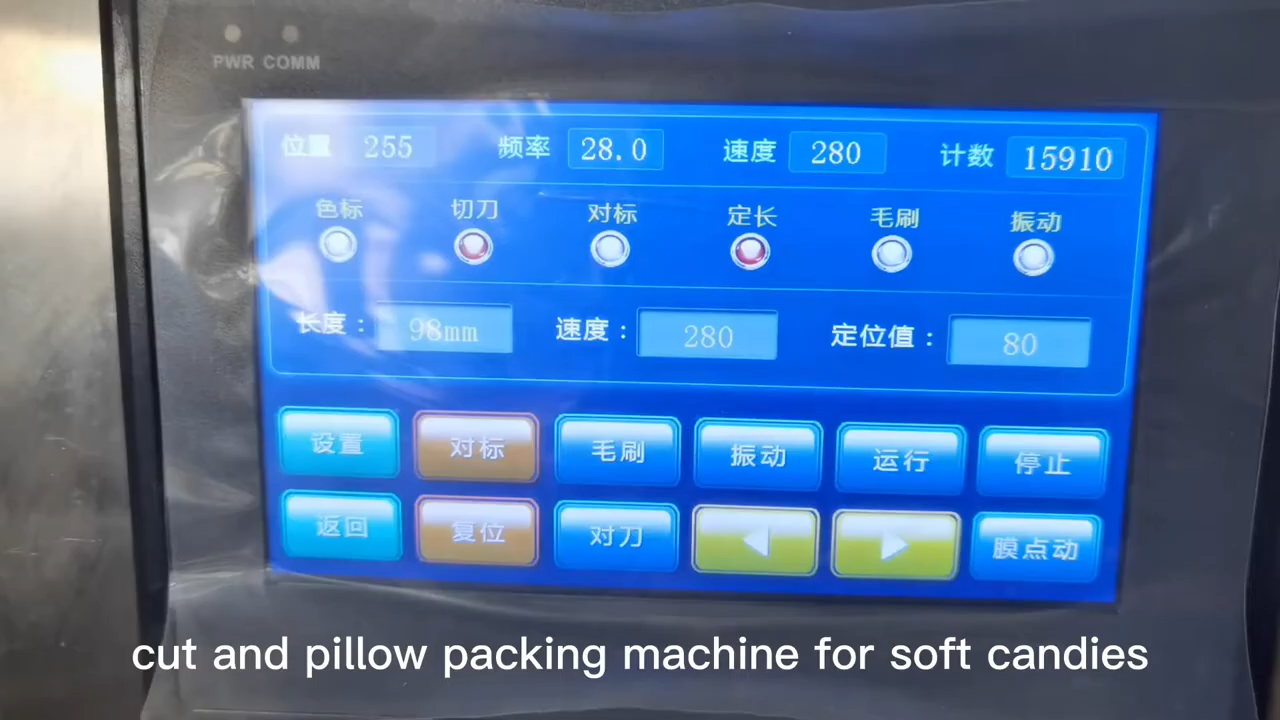 PWR COMM
位置 255 频率 28.0 速度 280 计数 15910
色标 切刀 对标 定长 毛刷 振动
长度： 98mm 速度： 280 定位值： 80
设置 对标 毛刷 振动 运行 停止
返回 复位 对刀 膜点动
cut and pillow packing machine for soft candies